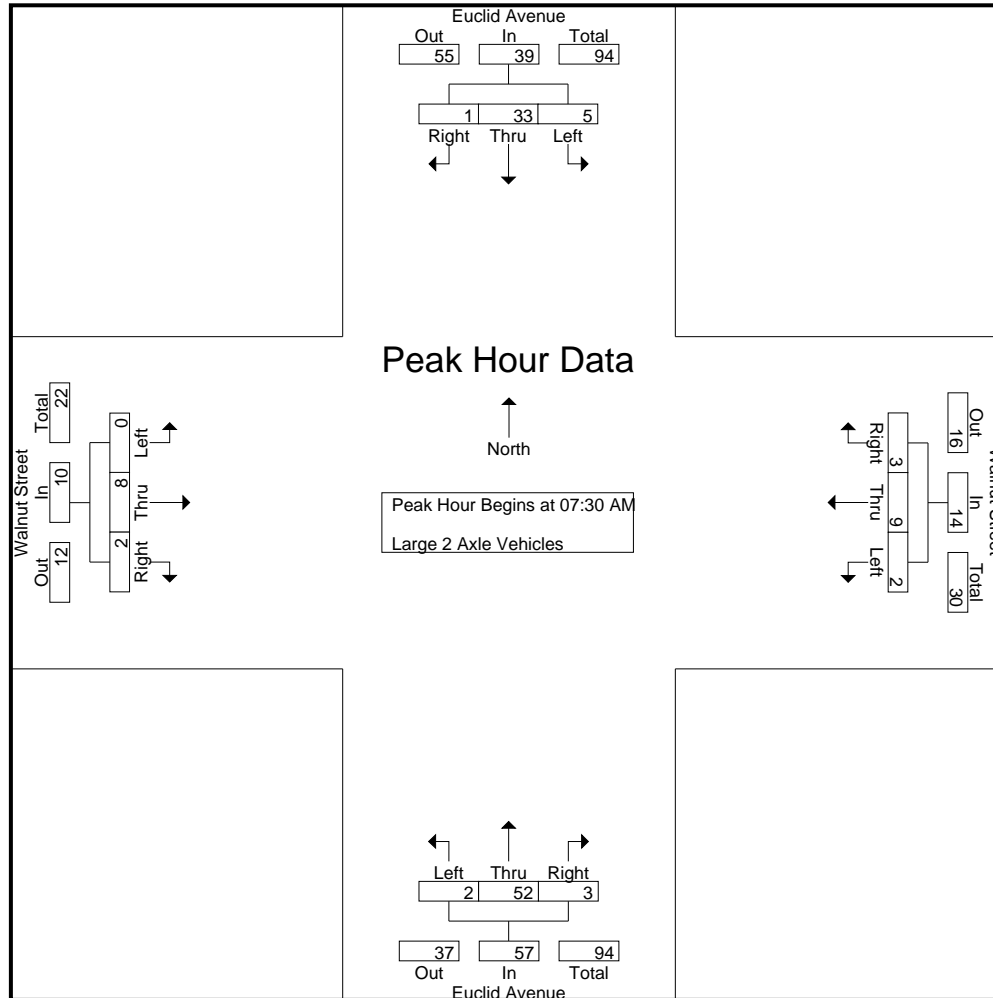 Euclid Avenue
Out In Total
55 39 94
1 33 5
Right Thru Left
Peak Hour Data
North
Peak Hour Begins at 07:30 AM
Large 2 Axle Vehicles
Walnut Street
Out In Total
12 10 22
2 8 0
Right Thru Left
Walnut Street
Out In Total
16 14 30
3 9 2
Right Thru Left
Left Thru Right
2 52 3
37 57 94
Out In Total
Euclid Avenue